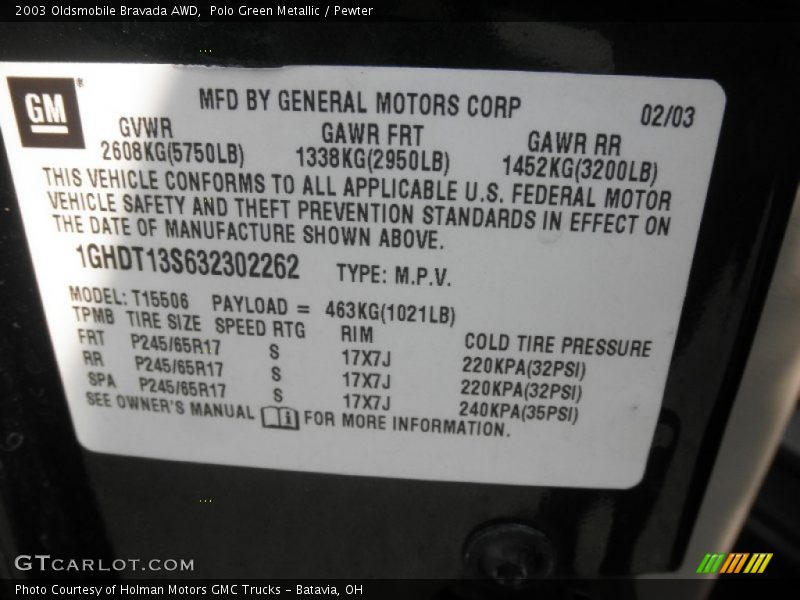 2003 Oldsmobile Bravada AWD, Polo Green Metallic / Pewter
GM
MFD BY GENERAL MOTORS CORP
02/03
GVWR GAWR FRT GAWR RR
2608KG(5750LB) 1338KG(2950LB) 1452KG(3200LB)
THIS VEHICLE CONFORMS TO ALL APPLICABLE U.S. FEDERAL MOTOR
VEHICLE SAFETY AND THEFT PREVENTION STANDARDS IN EFFECT ON
THE DATE OF MANUFACTURE SHOWN ABOVE.
1GHDT13S632302262 TYPE: M.P.V.
MODEL: T15506 PAYLOAD = 463KG(1021LB)
TPMB TIRE SIZE SPEED RTG RIM COLD TIRE PRESSURE
FRT P245/65R17 S 17X7J 220KPA(32PSI)
RR P245/65R17 S 17X7J 220KPA(32PSI)
SPA P245/65R17 S 17X7J 240KPA(35PSI)
SEE OWNER'S MANUAL i FOR MORE INFORMATION.
GTCARLOT.COM
Photo Courtesy of Holman Motors GMC Trucks – Batavia, OH